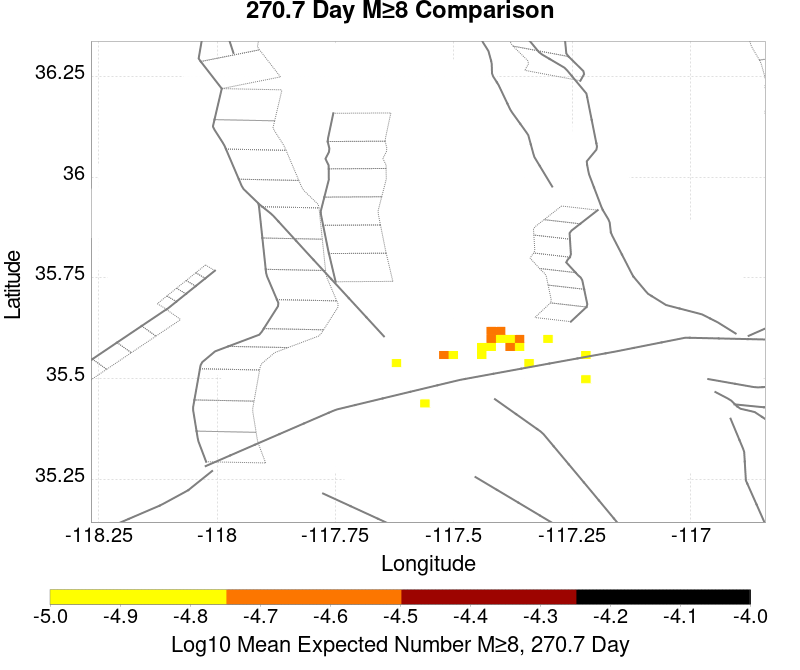 270.7 Day M≥8 Comparison
36.25
36
35.75
35.5
35.25
Latitude
-118.25 -118 -117.75 -117.5 -117.25 -117
Longitude
-5.0 -4.9 -4.8 -4.7 -4.6 -4.5 -4.4 -4.3 -4.2 -4.1 -4.0
Log10 Mean Expected Number M≥8, 270.7 Day